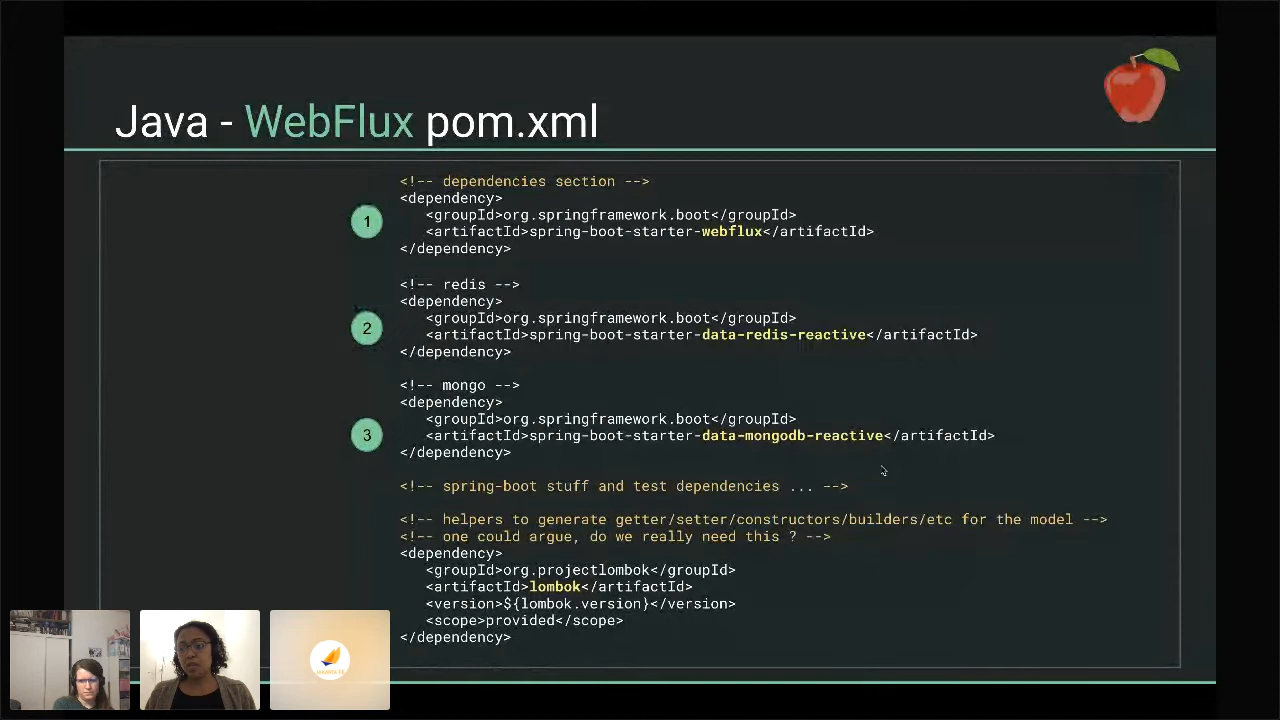 Java - WebFlux pom.xml
<!-- dependencies section -->
<dependency>
<groupId>org.springframework.boot</groupId>
1
<artifactId>spring-boot-starter-webflux</artifactId>
</dependency>
<!-- redis -->
<dependency>
<groupId>org.springframework.boot</groupId>
2
<artifactId>spring-boot-starter-data-redis-reactive</artifactId>
</dependency>
<!-- mongo -->
<dependency>
<groupId>org.springframework.boot</groupId>
3
<artifactId>spring-boot-starter-data-mongodb-reactive</artifactId>
</dependency>
<!-- spring-boot stuff and test dependencies ... -->
<!-- helpers to generate getter/setter/constructors/builders/etc for the model -->
<!-- one could argue, do we really need this ? -->
<dependency>
<groupId>org.projectlombok</groupId>
<artifactId>lombok</artifactId>
<version>${lombok.version}</version>
<scope>provided</scope>
</dependency>